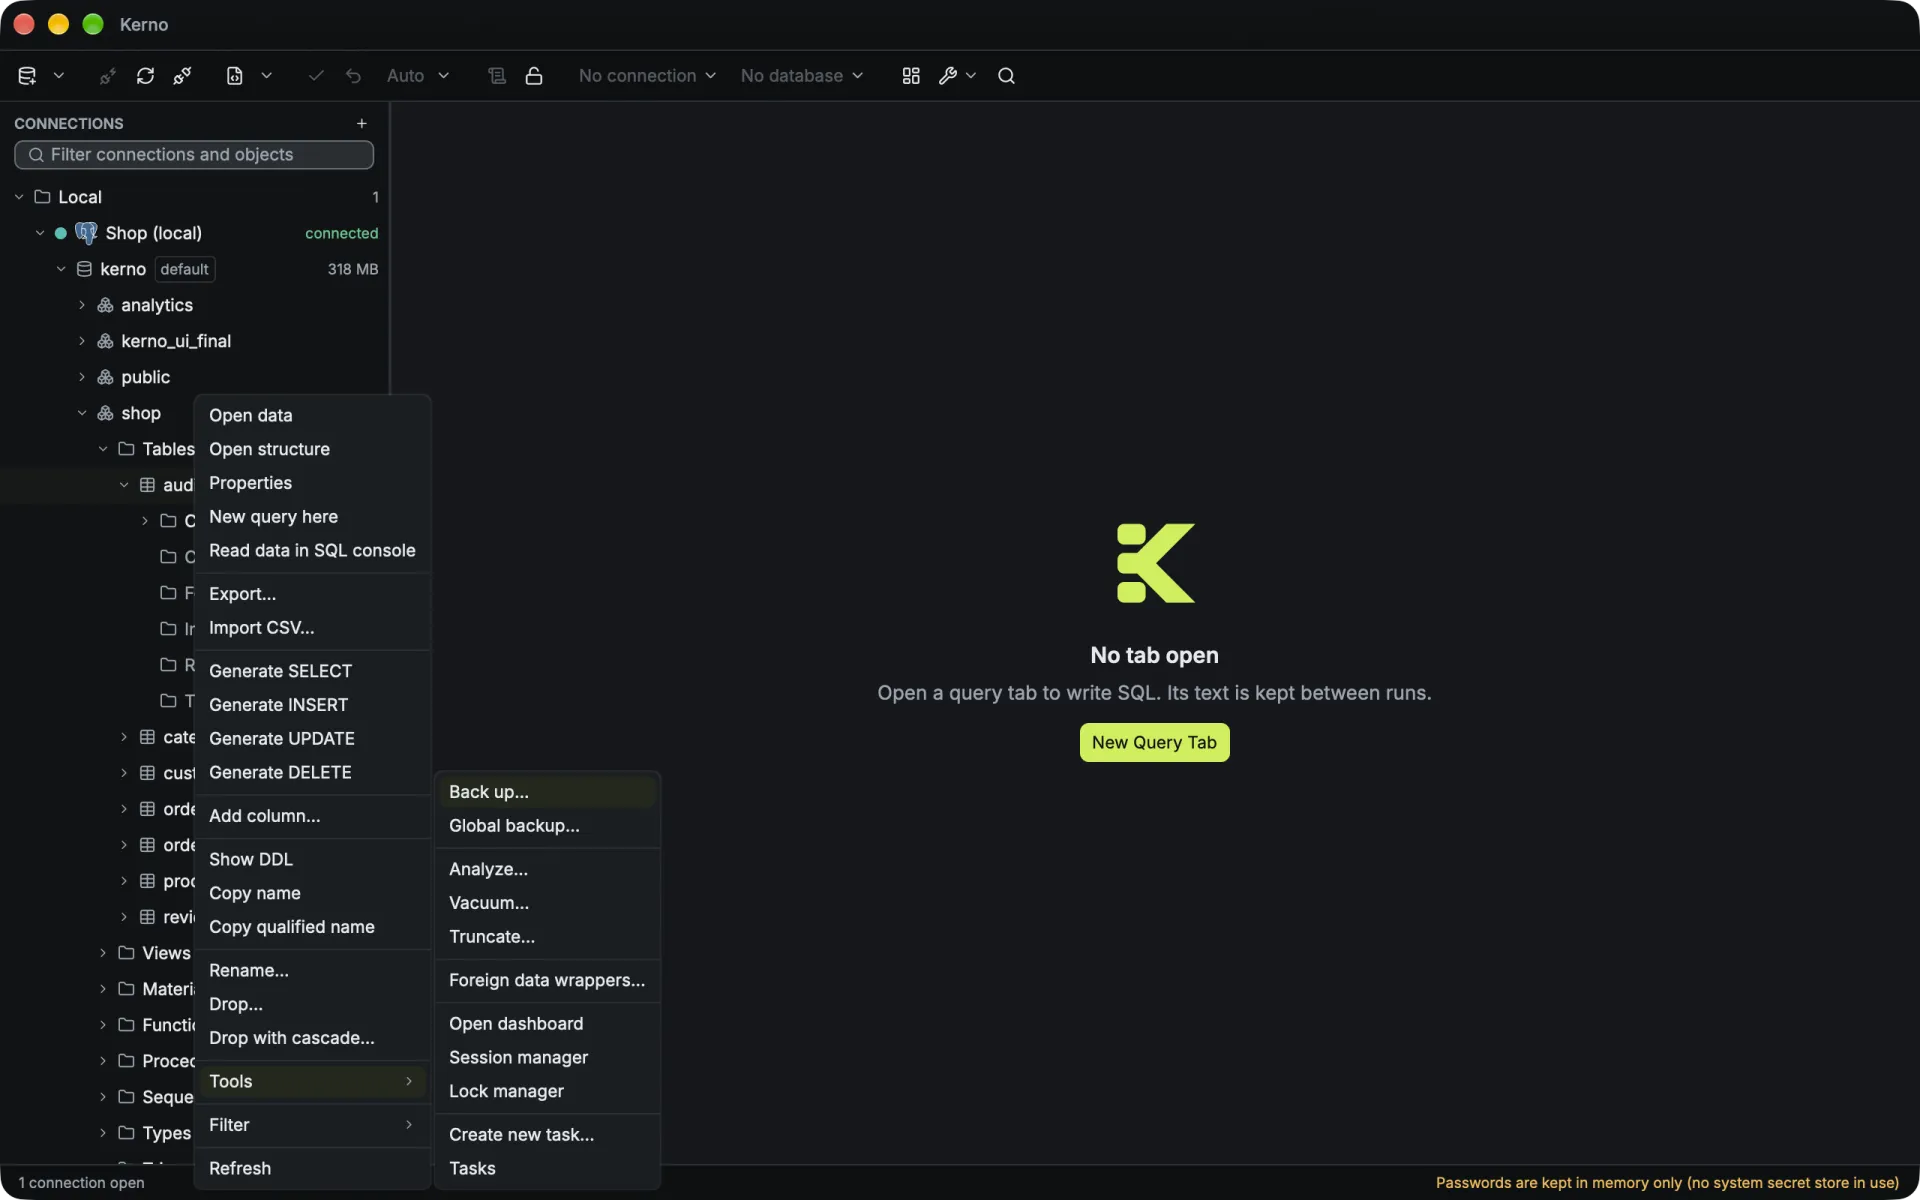 Kerno
Auto
No connection
No database
CONNECTIONS
Filter connections and objects
Local 1
Shop (local) connected
kerno default 318 MB
analytics
kerno_ui_final
public
shop
Tables
Views
Types
Open data
Open structure
Properties
New query here
Read data in SQL console
Export...
Import CSV...
Generate SELECT
Generate INSERT
Generate UPDATE
Generate DELETE
Add column...
Show DDL
Copy name
Copy qualified name
Rename...
Drop...
Drop with cascade...
Tools
Filter
Refresh
Back up...
Global backup...
Analyze...
Vacuum...
Truncate...
Foreign data wrappers...
Open dashboard
Session manager
Lock manager
Create new task...
Tasks
No tab open
Open a query tab to write SQL. Its text is kept between runs.
New Query Tab
1 connection open
Passwords are kept in memory only (no system secret store in use)